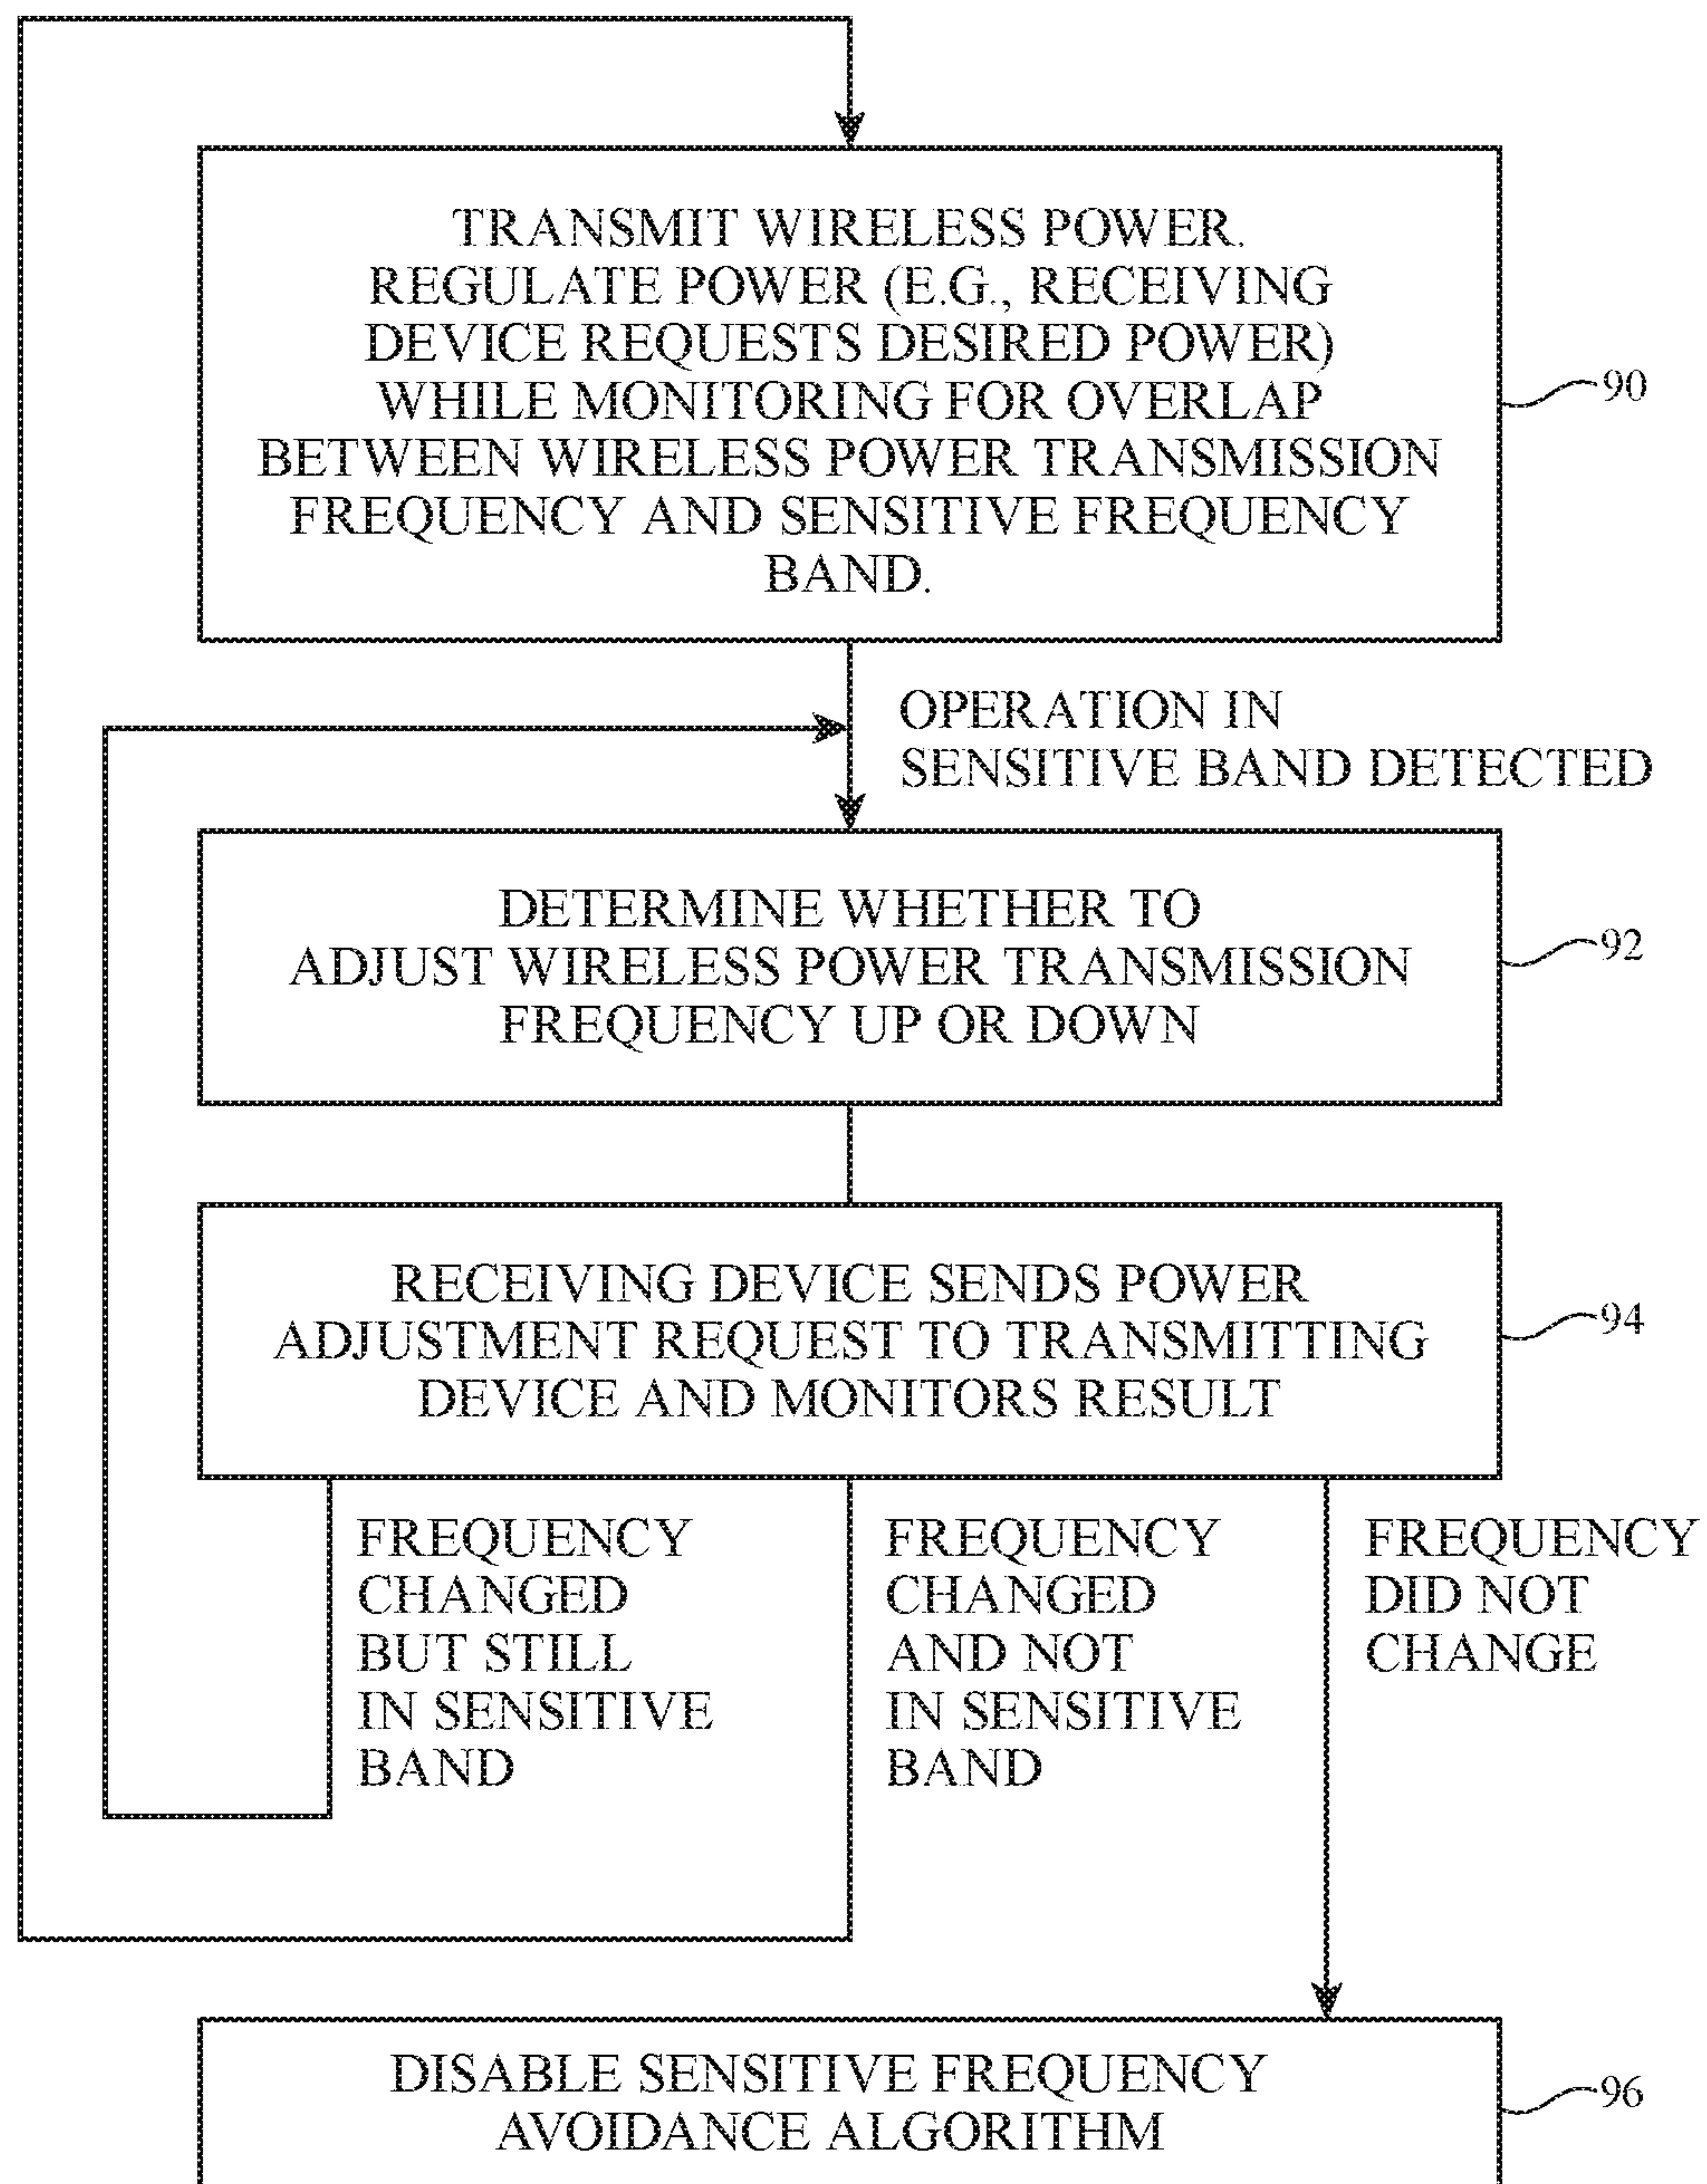 TRANSMIT WIRELESS POWER.
REGULATE POWER (E.G., RECEIVING
DEVICE REQUESTS DESIRED POWER)
WHILE MONITORING FOR OVERLAP
BETWEEN WIRELESS POWER TRANSMISSION
FREQUENCY AND SENSITIVE FREQUENCY
BAND.
90
OPERATION IN
SENSITIVE BAND DETECTED
DETERMINE WHETHER TO
ADJUST WIRELESS POWER TRANSMISSION
FREQUENCY UP OR DOWN
92
RECEIVING DEVICE SENDS POWER
ADJUSTMENT REQUEST TO TRANSMITTING
DEVICE AND MONITORS RESULT
94
FREQUENCY
CHANGED
BUT STILL
IN SENSITIVE
BAND
FREQUENCY
CHANGED
AND NOT
IN SENSITIVE
BAND
FREQUENCY
DID NOT
CHANGE
DISABLE SENSITIVE FREQUENCY
AVOIDANCE ALGORITHM
96